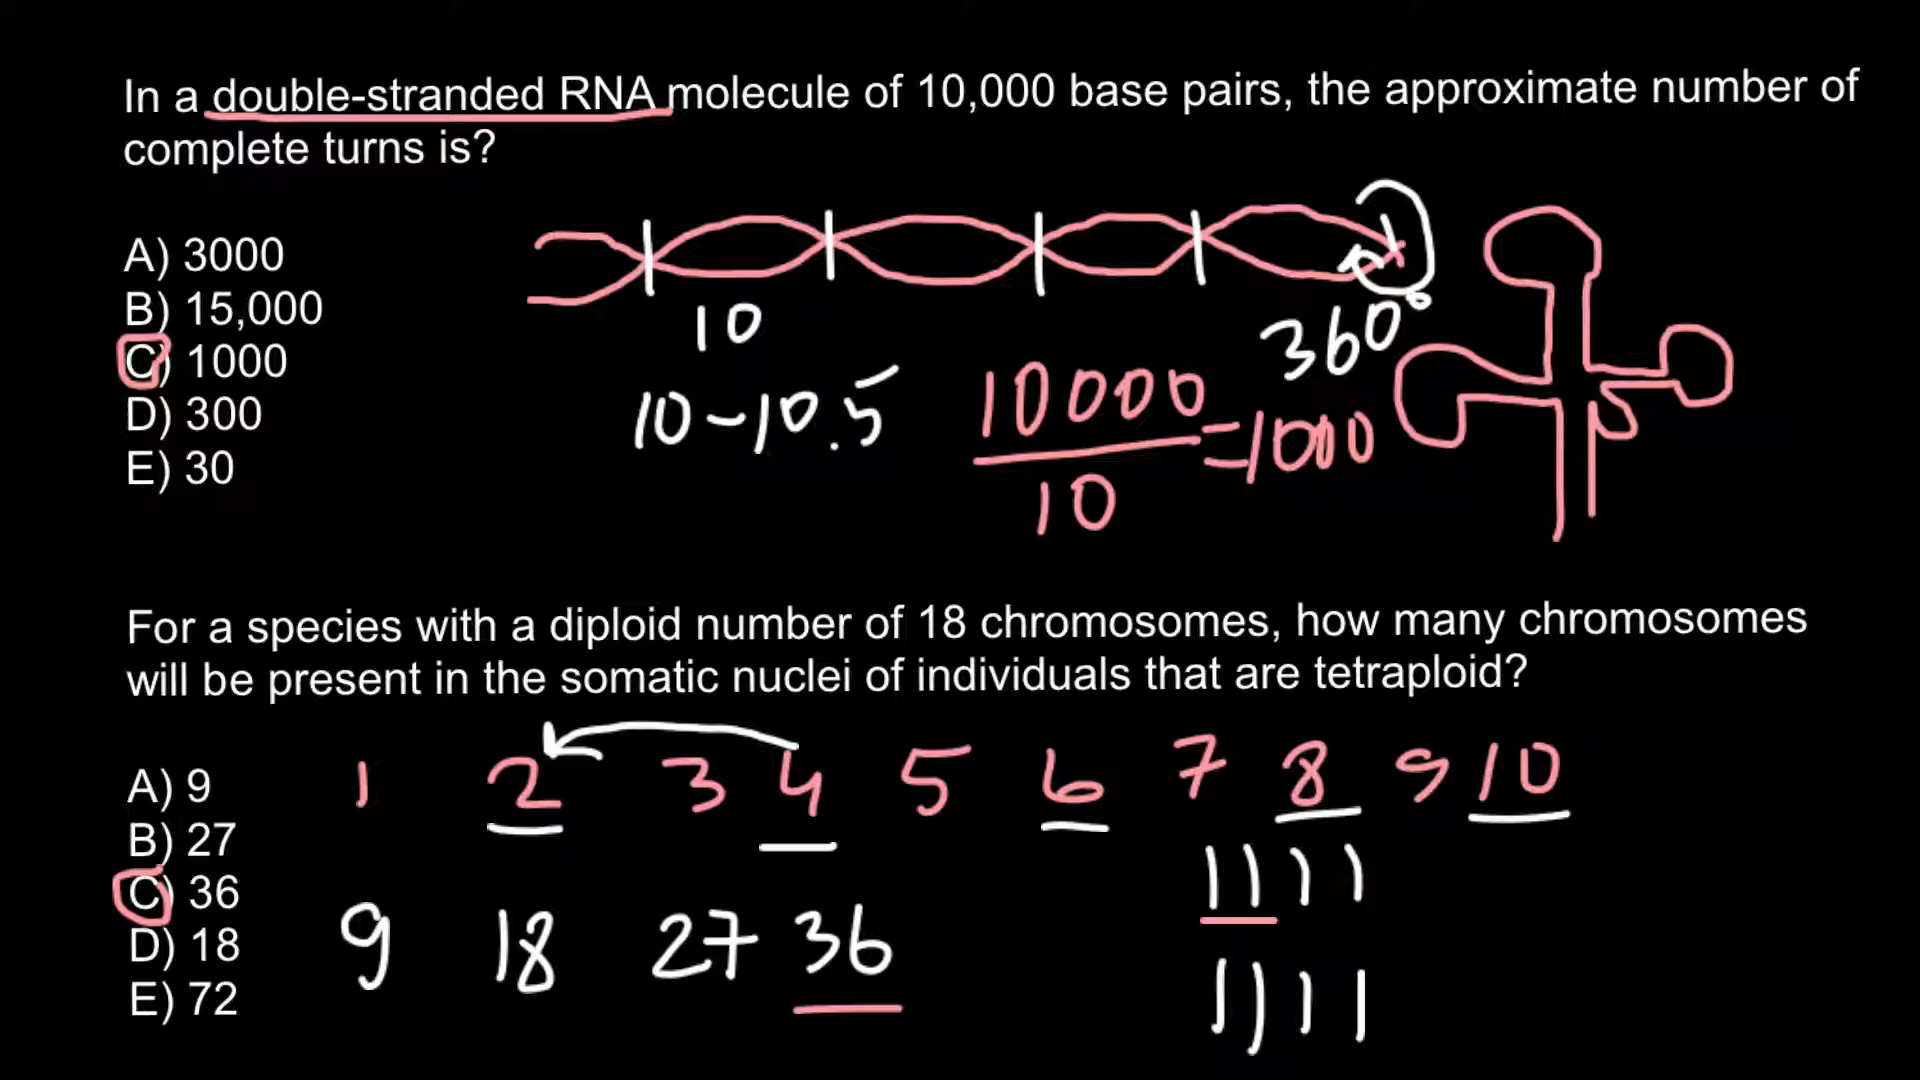 In a double-stranded RNA molecule of 10,000 base pairs, the approximate number of
complete turns is?
A) 3000
B) 15,000
C) 1000
D) 300
E) 30
10
10-10.5
10000
10
=1000
360°
For a species with a diploid number of 18 chromosomes, how many chromosomes
will be present in the somatic nuclei of individuals that are tetraploid?
A) 9
B) 27
C) 36
D) 18
E) 72
1 2 3 4 5 6 7 8 9 10
9 18 27 36